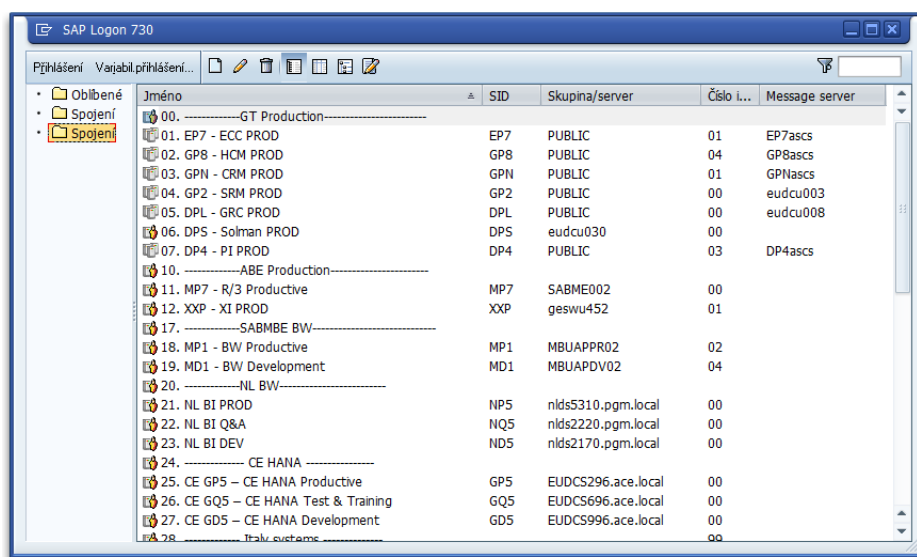 SAP Logon 730
Přihlášení Variabil.přihlášení...
Oblíbené
Spojení
Spojení
Jméno SID Skupina/server Číslo i... Message server
00. -------------GT Production------------------------
01. EP7 - ECC PROD EP7 PUBLIC 01 EP7ascs
02. GP8 - HCM PROD GP8 PUBLIC 04 GP8ascs
03. GPN - CRM PROD GPN PUBLIC 01 GPNascs
04. GP2 - SRM PROD GP2 PUBLIC 00 eudcu003
05. DPL - GRC PROD DPL PUBLIC 00 eudcu008
06. DPS - Solman PROD DPS eudcu030 00
07. DP4 - PI PROD DP4 PUBLIC 03 DP4ascs
10. -------------ABE Production-----------------------
11. MP7 - R/3 Productive MP7 SABME002 00
12. XXP - XI PROD XXP geswu452 01
17. -------------SABMBE BW-----------------------------
18. MP1 - BW Productive MP1 MBUAPPR02 02
19. MD1 - BW Development MD1 MBUAPDV02 04
20. -------------NL BW-------------------------
21. NL BI PROD NP5 nlds5310.pgm.local 00
22. NL BI Q&A NQ5 nlds2220.pgm.local 00
23. NL BI DEV ND5 nlds2170.pgm.local 00
24. -------------- CE HANA ----------------
25. CE GP5 – CE HANA Productive GP5 EUDCS296.ace.local 00
26. CE GQ5 – CE HANA Test & Training GQ5 EUDCS696.ace.local 00
27. CE GD5 – CE HANA Development GD5 EUDCS996.ace.local 00
28. ------------- Italy systems -------------- 99